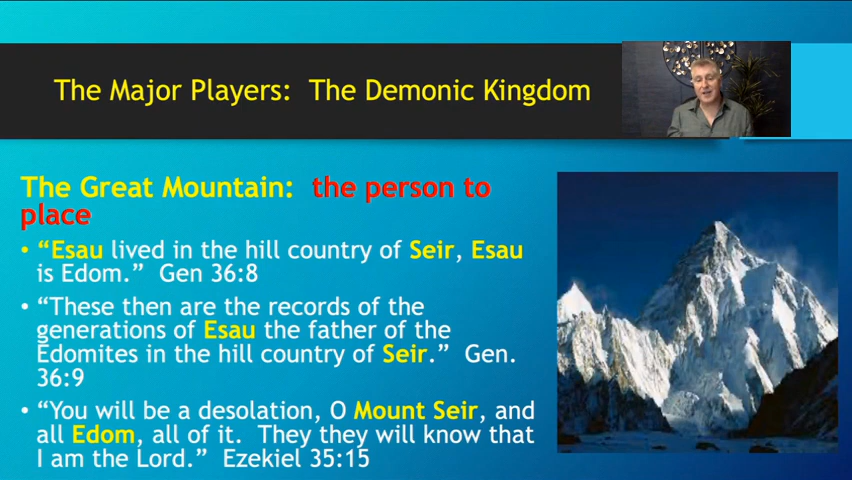 The Major Players:  The Demonic Kingdom
The Great Mountain:  the person to
place
• “Esau lived in the hill country of Seir, Esau
is Edom.”  Gen 36:8
• “These then are the records of the
generations of Esau the father of the
Edomites in the hill country of Seir.”  Gen.
36:9
• “You will be a desolation, O Mount Seir, and
all Edom, all of it.  They they will know that
I am the Lord.”  Ezekiel 35:15